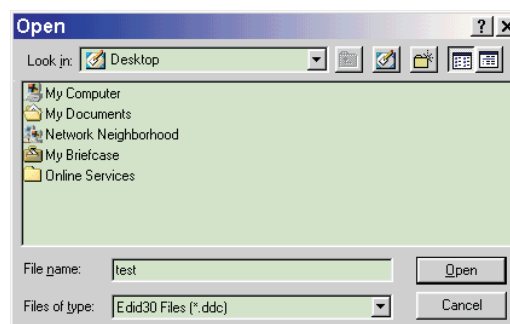 Open
Look in: Desktop
My Computer
My Documents
Network Neighborhood
My Briefcase
Online Services
File name: test Open
Files of type: Edid30 Files (*.ddc) Cancel